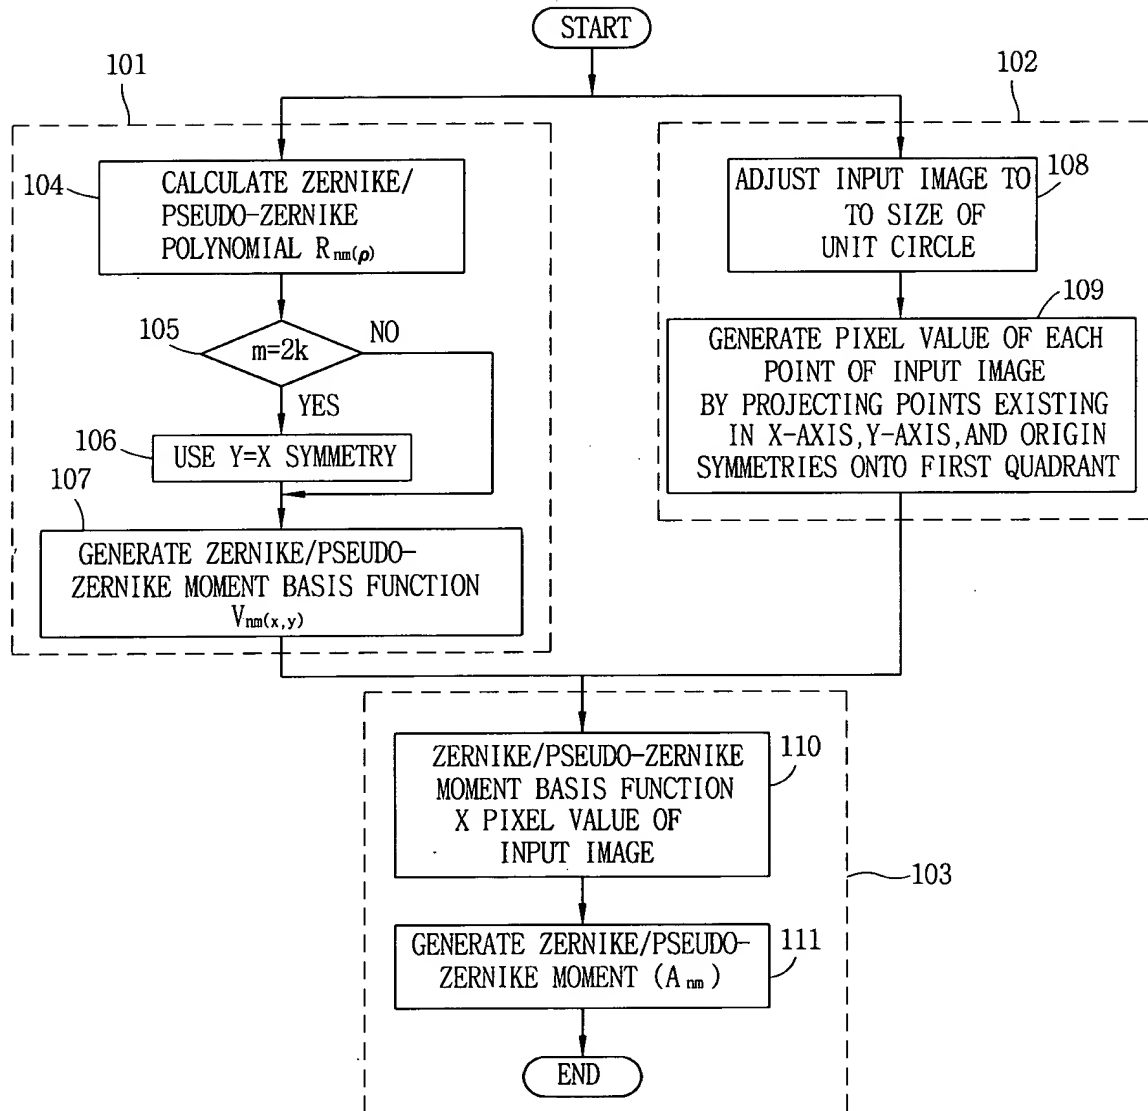 START
101
102
104
CALCULATE ZERNIKE/
PSEUDO-ZERNIKE
POLYNOMIAL Rnm(ρ)
105
m=2k
NO
YES
106
USE Y=X SYMMETRY
107
GENERATE ZERNIKE/PSEUDO-
ZERNIKE MOMENT BASIS FUNCTION
Vnm(x,y)
108
ADJUST INPUT IMAGE TO
TO SIZE OF
UNIT CIRCLE
109
GENERATE PIXEL VALUE OF EACH
POINT OF INPUT IMAGE
BY PROJECTING POINTS EXISTING
IN X-AXIS,Y-AXIS,AND ORIGIN
SYMMETRIES ONTO FIRST QUADRANT
110
ZERNIKE/PSEUDO-ZERNIKE
MOMENT BASIS FUNCTION
X PIXEL VALUE OF
INPUT IMAGE
103
111
GENERATE ZERNIKE/PSEUDO-
ZERNIKE MOMENT (Anm)
END